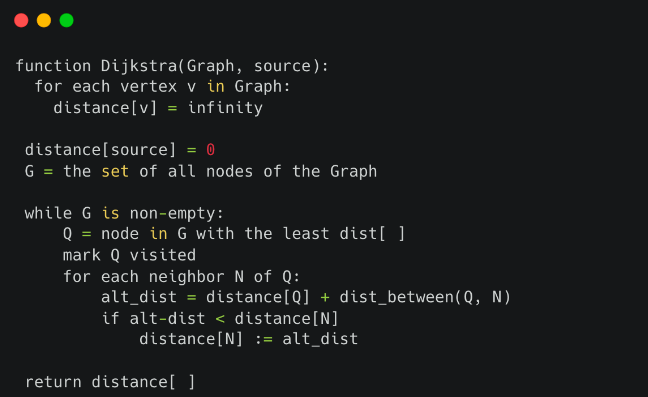 function Dijkstra(Graph, source):
  for each vertex v in Graph:
    distance[v] = infinity

 distance[source] = 0
 G = the set of all nodes of the Graph

 while G is non-empty:
     Q = node in G with the least dist[ ]
     mark Q visited
     for each neighbor N of Q:
         alt_dist = distance[Q] + dist_between(Q, N)
         if alt-dist < distance[N]
             distance[N] := alt_dist

 return distance[ ]